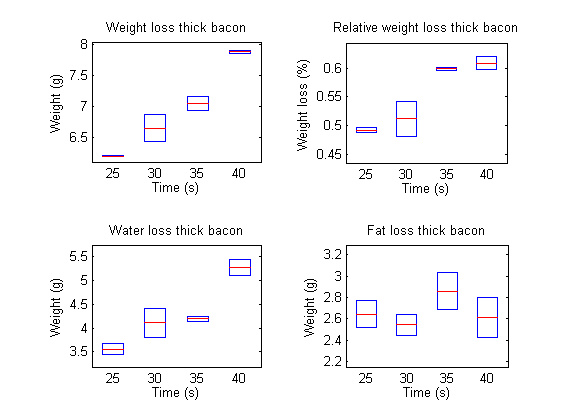 Weight loss thick bacon
Weight (g)
8
7.5
7
6.5
25 30 35 40
Time (s)
Relative weight loss thick bacon
Weight loss (%)
0.6
0.55
0.5
0.45
25 30 35 40
Time (s)
Water loss thick bacon
Weight (g)
5.5
5
4.5
4
3.5
25 30 35 40
Time (s)
Fat loss thick bacon
Weight (g)
3.2
3
2.8
2.6
2.4
2.2
25 30 35 40
Time (s)